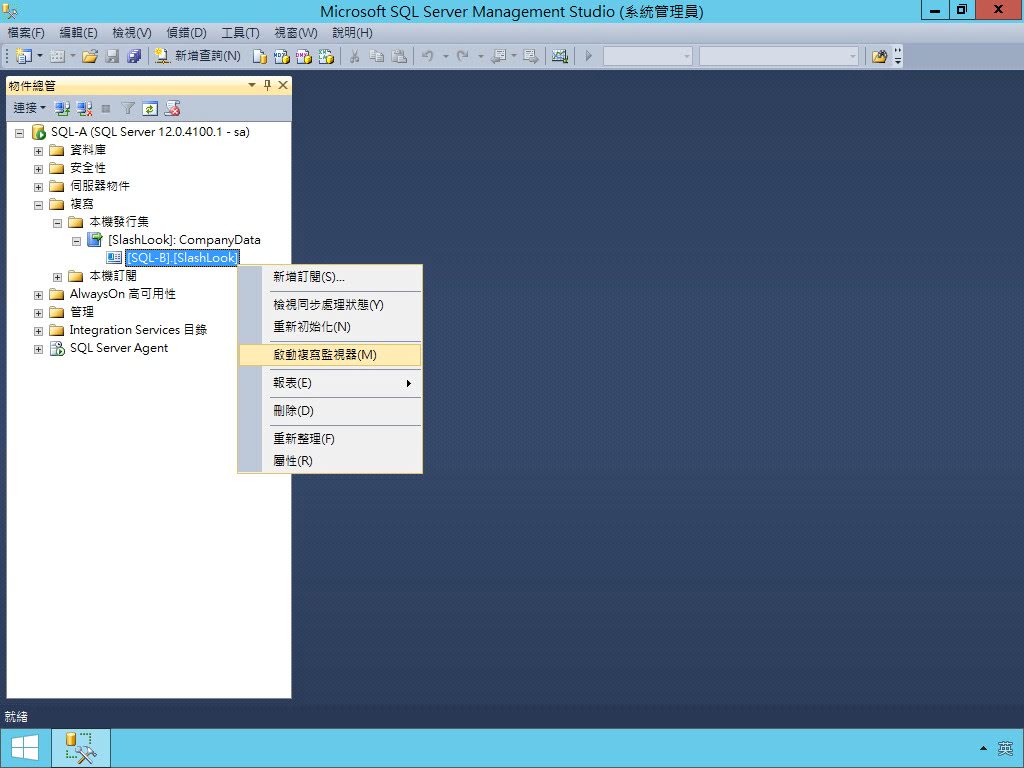 Microsoft SQL Server Management Studio (系統管理員)
檔案(F) 編輯(E) 檢視(V) 偵錯(D) 工具(T) 視窗(W) 說明(H)
新增查詢(N)
物件總管
連接
SQL-A (SQL Server 12.0.4100.1 - sa)
資料庫
安全性
伺服器物件
複寫
本機發行集
[SlashLook]: CompanyData
[SQL-B].[SlashLook]
本機訂閱
AlwaysOn 高可用性
管理
Integration Services 目錄
SQL Server Agent
新增訂閱(S)...
檢視同步處理狀態(Y)
重新初始化(N)
啟動複寫監視器(M)
報表(E)
刪除(D)
重新整理(F)
屬性(R)
就緒
英